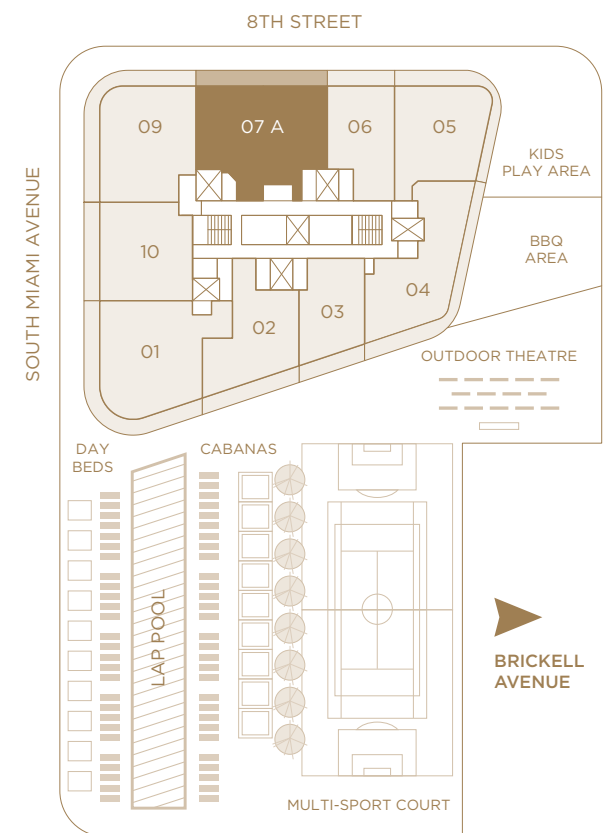 8TH STREET
SOUTH MIAMI AVENUE
09
07 A
06
05
KIDS
PLAY AREA
10
BBQ
AREA
04
03
02
01
OUTDOOR THEATRE
DAY
BEDS
CABANAS
LAP POOL
BRICKELL
AVENUE
MULTI-SPORT COURT